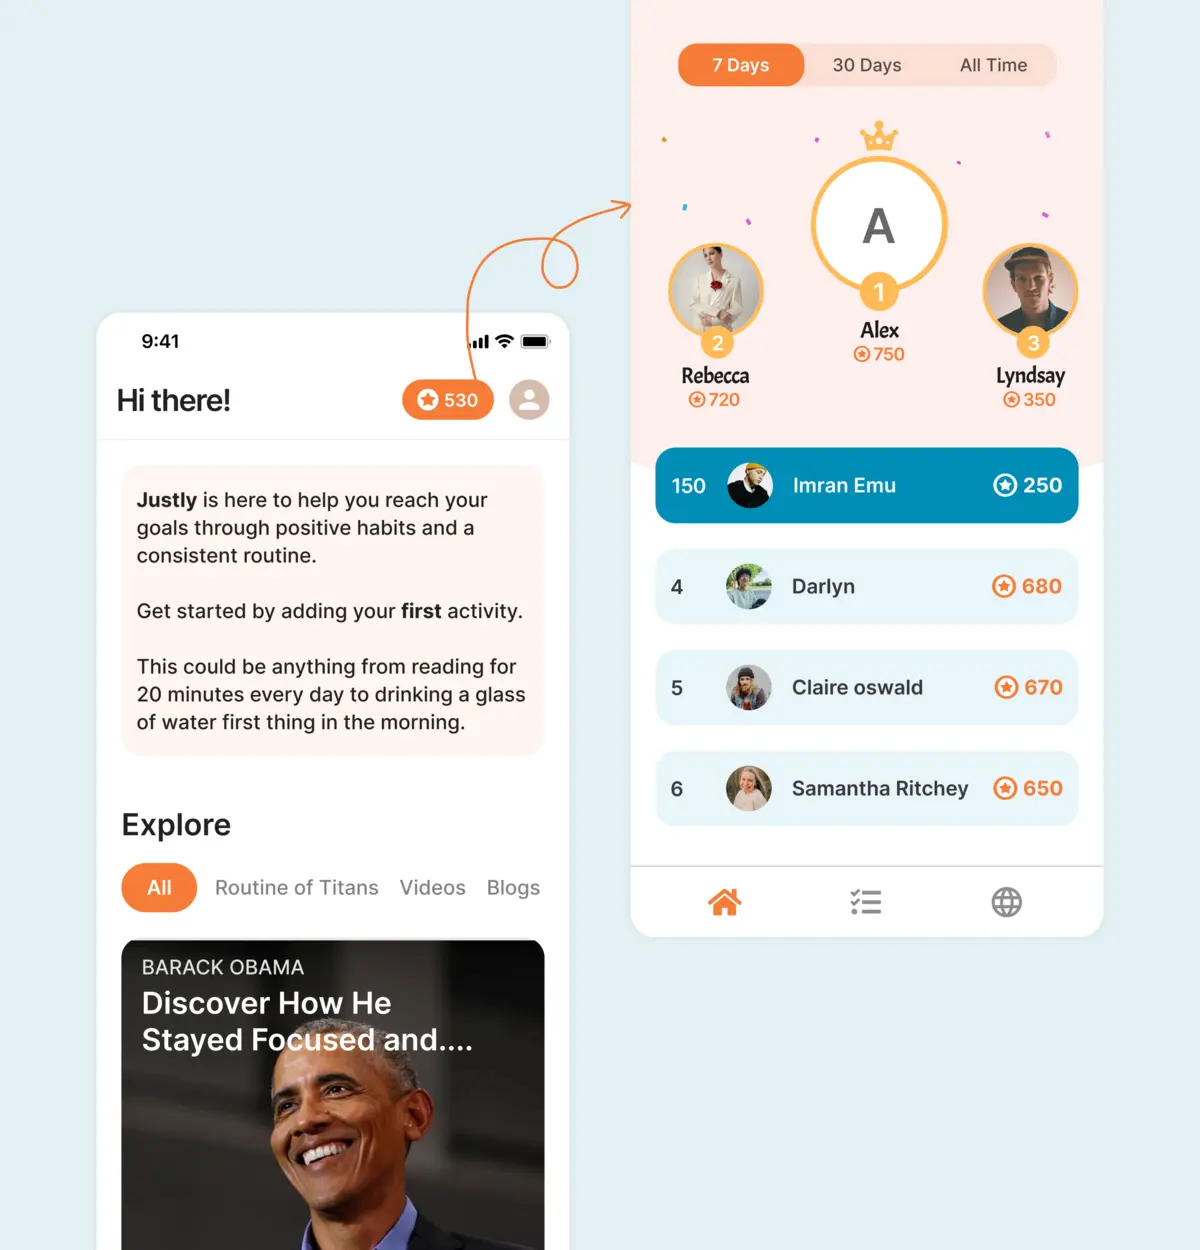 9:41
Hi there!
530
Justly is here to help you reach your
goals through positive habits and a
consistent routine.
Get started by adding your first activity.
This could be anything from reading for
20 minutes every day to drinking a glass
of water first thing in the morning.
Explore
All Routine of Titans Videos Blogs
BARACK OBAMA
Discover How He
Stayed Focused and....
7 Days 30 Days All Time
A
1
Alex
750
2
Rebecca
720
3
Lyndsay
350
150 Imran Emu 250
4 Darlyn 680
5 Claire oswald 670
6 Samantha Ritchey 650